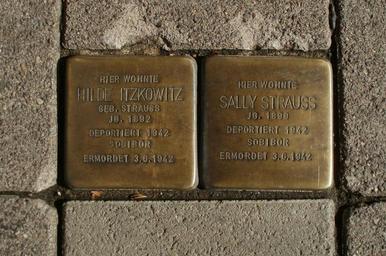 HIER WOHNTE
HILDE ITZKOWITZ
GEB. STRAUSS
JG. 1892
DEPORTIERT 1942
SOBIBOR
ERMORDET 3.6.1942
HIER WOHNTE
SALLY STRAUSS
JG. 1899
DEPORTIERT 1942
SOBIBOR
ERMORDET 3.6.1942